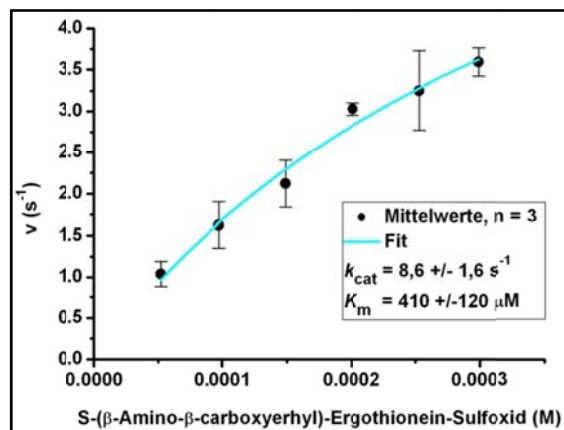 4.0
3.5
3.0
2.5
2.0
1.5
1.0
0.5
0.0
v (s⁻¹)
Mittelwerte, n = 3
Fit
kcat = 8,6 +/- 1,6 s⁻¹
Km = 410 +/-120 μM
0.0000 0.0001 0.0002 0.0003
S-(β-Amino-β-carboxyerhyl)-Ergothionein-Sulfoxid (M)